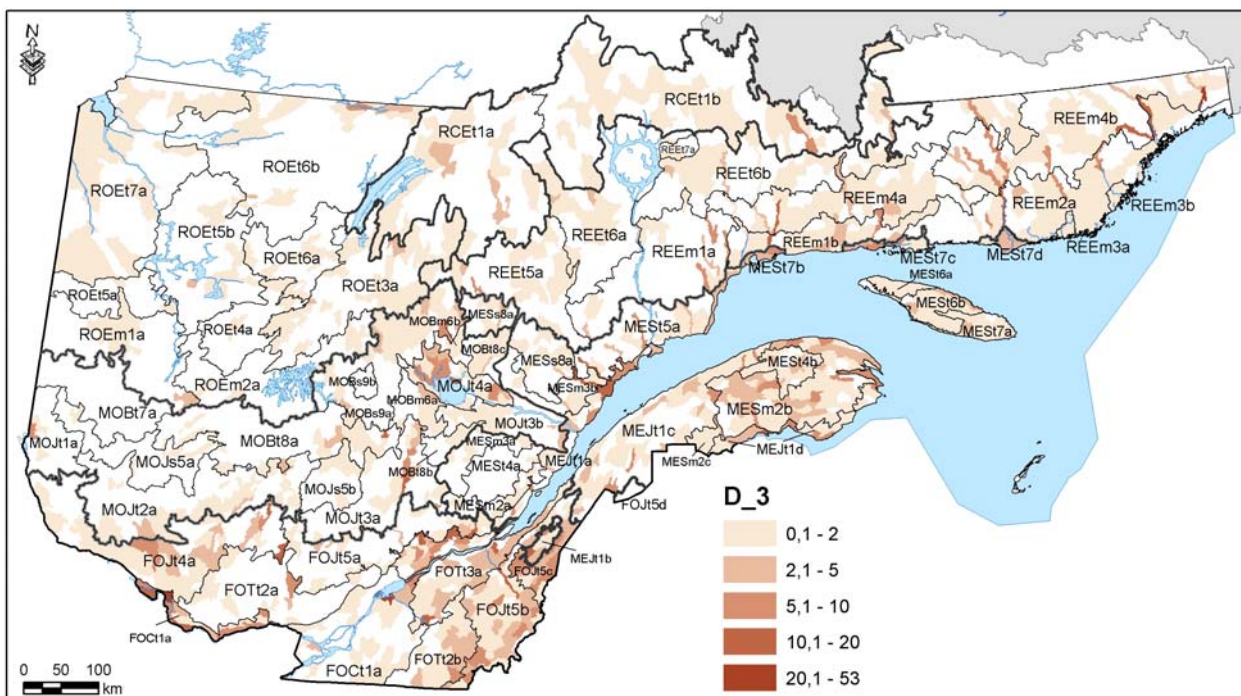 N
RCEt1b
RCEt1a
REEt7a
REEm4b
ROEt6b
REEt6b
ROEt7a
REEm4a
REEm2a
REEm3b
ROEt5b
REEt6a
REEm1a
REEm1b
REEm3a
ROEt6a
MESt7b
MESt7c
MESt7d
REEt5a
MESt6a
ROEt3a
MESt6b
ROEt5a
MESt7a
ROEm1a
ROEt4a
MOBm6b
MESs8a
MESt5a
MOBt8c
MESs8a
MESt4b
ROEm2a
MOBs9b
MOJt4a
MESm3b
MOBm6a
MESm2b
MOBt7a
MOBs9a
MOJt3b
MEJt1c
MOJt1a
MOBt8a
MESm3a
MEJt1d
MOJs5a
MOBt8b
MESt4a
MEJt1a
MESm2c
MOJs5b
MESm2a
FOJt5d
MOJt2a
MOJt3a
FOJt4a
FOJt5a
MEJt1b
FOTt2a
FOTt3a
FOJt5c
FOJt5b
FOCt1a
FOCt1a
FOTt2b
D_3
0,1 - 2
2,1 - 5
5,1 - 10
10,1 - 20
20,1 - 53
0 50 100
km